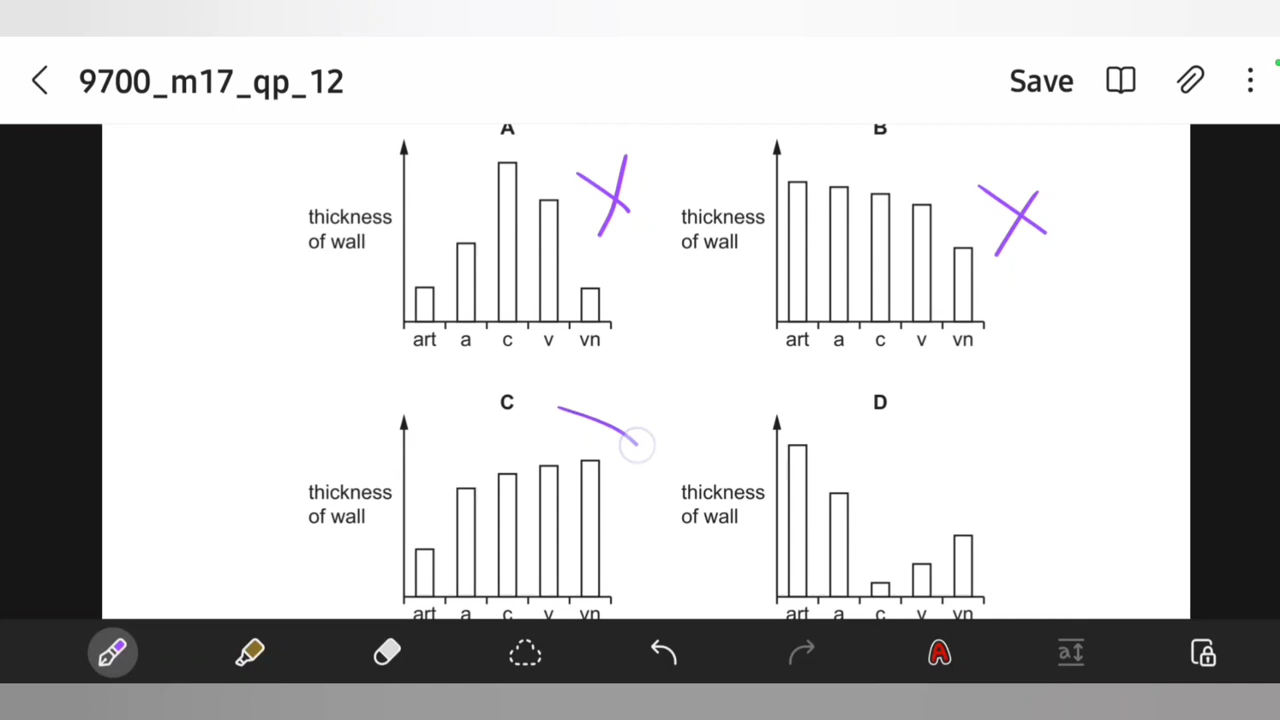 9700_m17_qp_12
Save
A
B
thickness
of wall
art a c v vn
thickness
of wall
art a c v vn
C
D
thickness
of wall
art a c v vn
thickness
of wall
art a c v vn
A
a